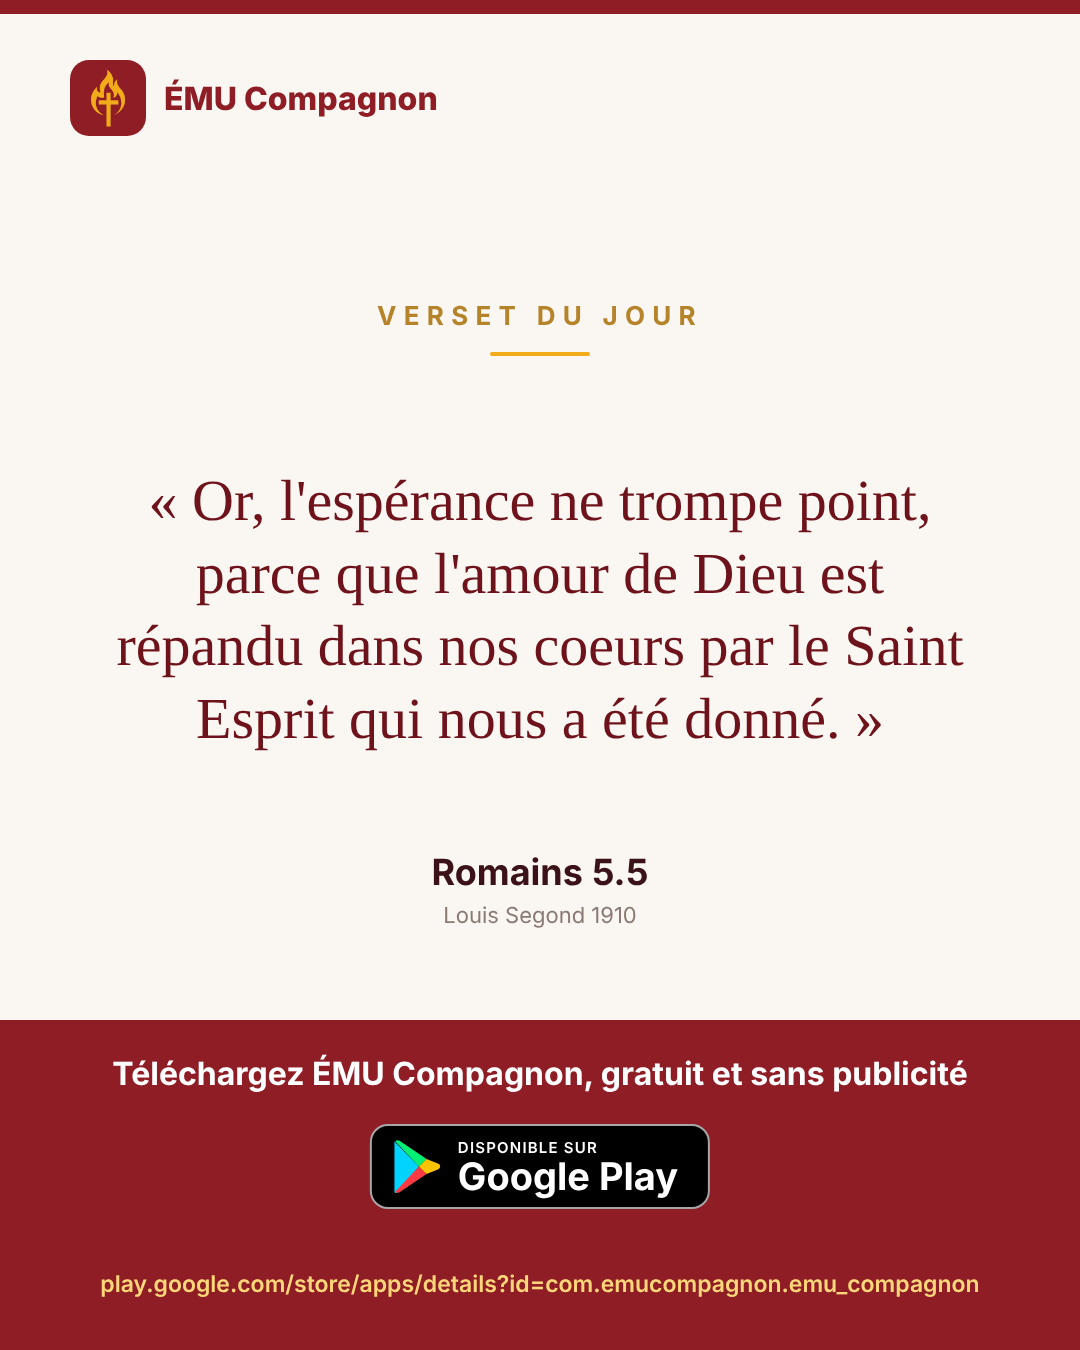 ÉMU Compagnon
VERSET DU JOUR
« Or, l'espérance ne trompe point,
parce que l'amour de Dieu est
répandu dans nos coeurs par le Saint
Esprit qui nous a été donné. »
Romains 5.5
Louis Segond 1910
Téléchargez ÉMU Compagnon, gratuit et sans publicité
DISPONIBLE SUR
Google Play
play.google.com/store/apps/details?id=com.emucompagnon.emu_compagnon